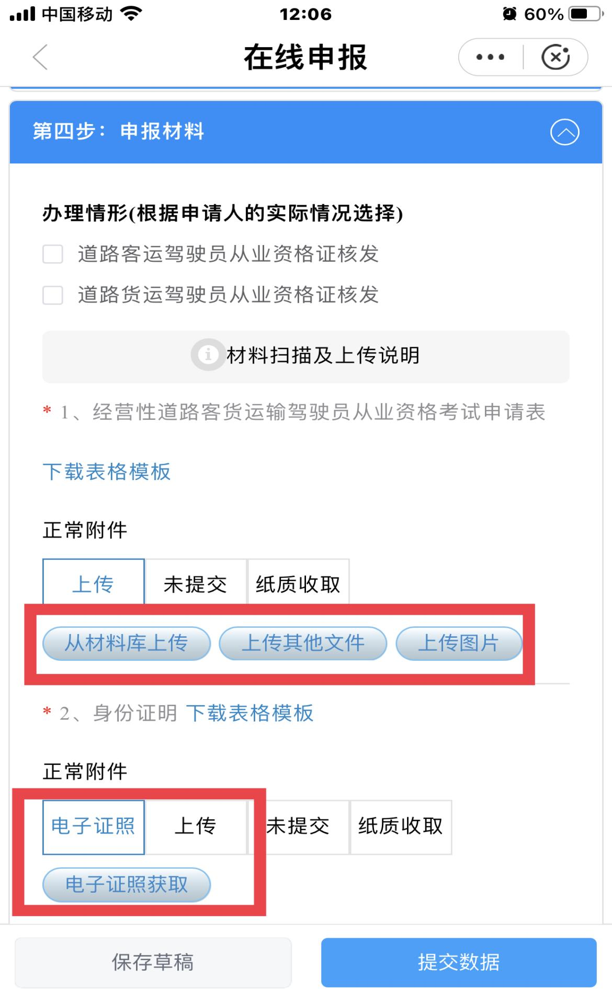 中国移动 12:06 60%
在线申报
第四步：申报材料
办理情形(根据申请人的实际情况选择)
道路客运驾驶员从业资格证核发
道路货运驾驶员从业资格证核发
材料扫描及上传说明
* 1、经营性道路客货运输驾驶员从业资格考试申请表
下载表格模板
正常附件
上传 未提交 纸质收取
从材料库上传 上传其他文件 上传图片
* 2、身份证明 下载表格模板
正常附件
电子证照 上传 未提交 纸质收取
电子证照获取
保存草稿 提交数据